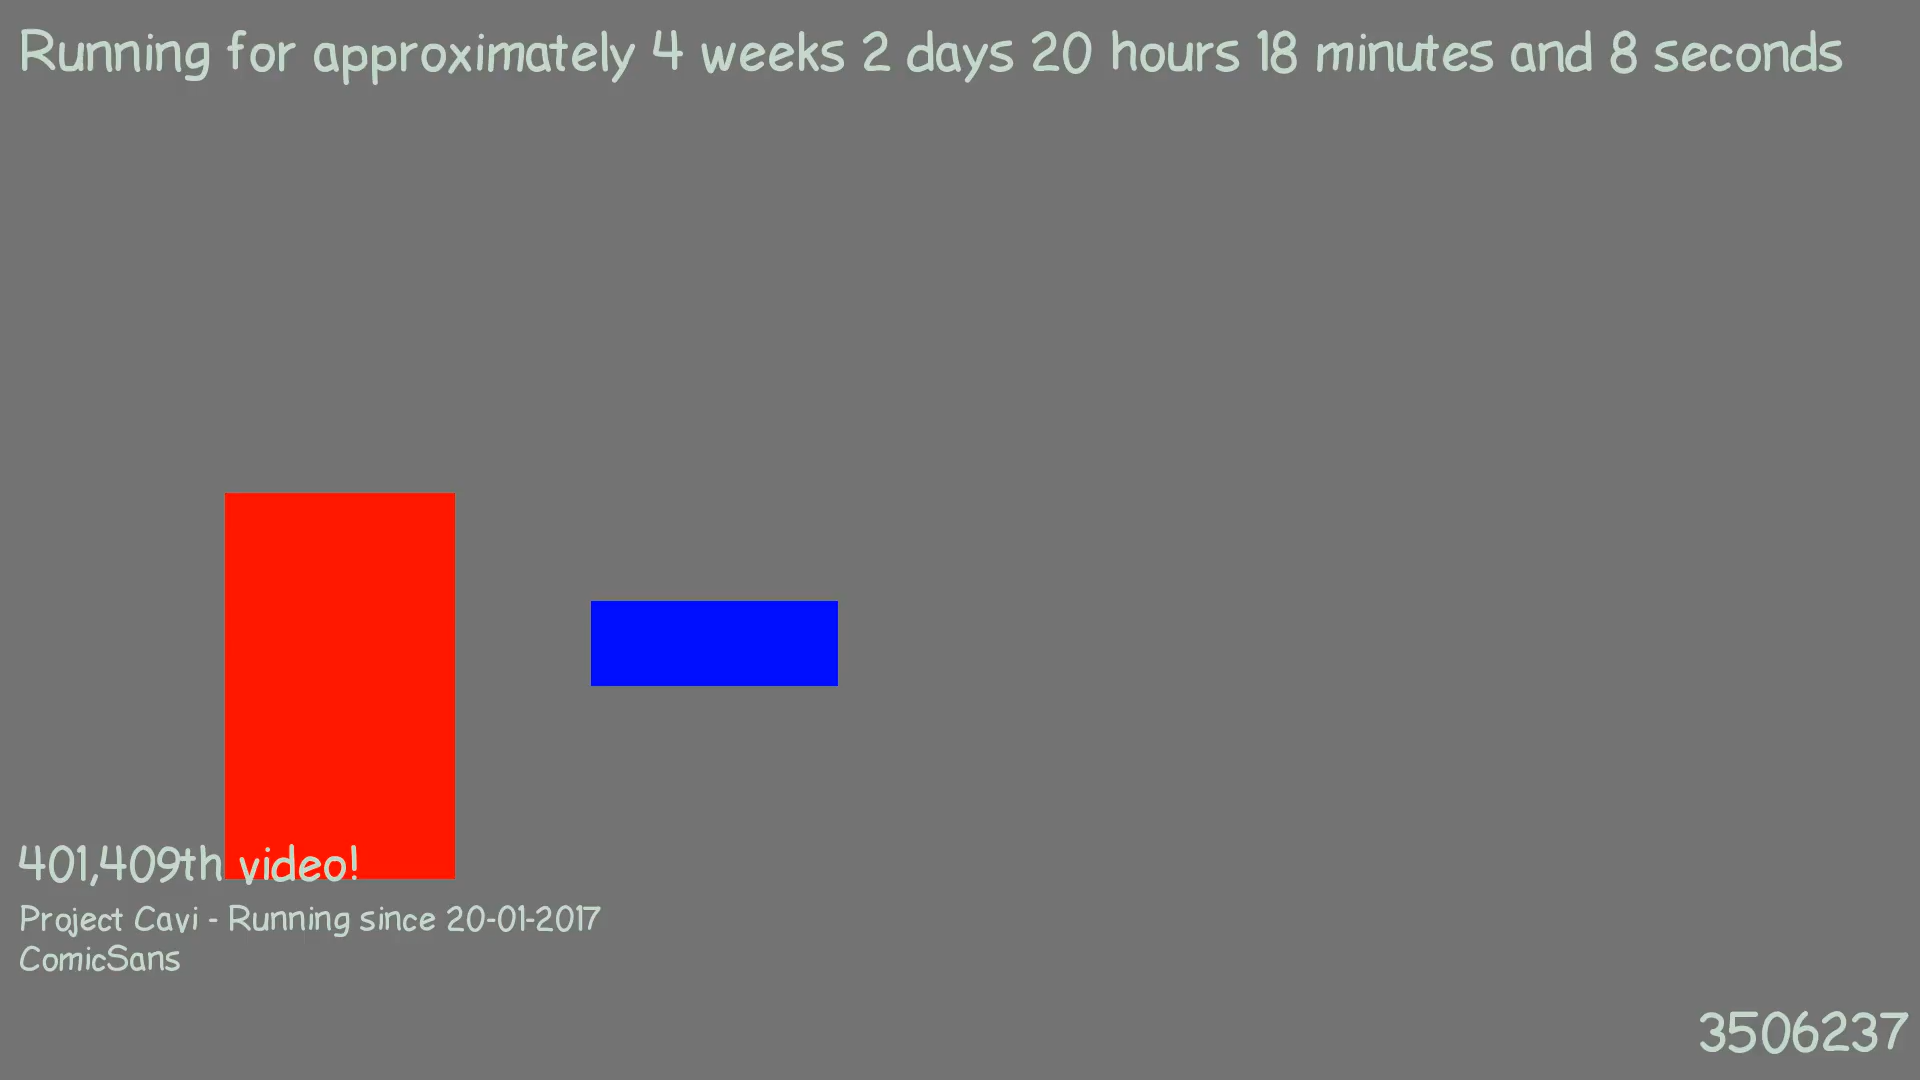 Running for approximately 4 weeks 2 days 20 hours 18 minutes and 8 seconds
401,409th video!
Project Cavi - Running since 20-01-2017
ComicSans
3506237